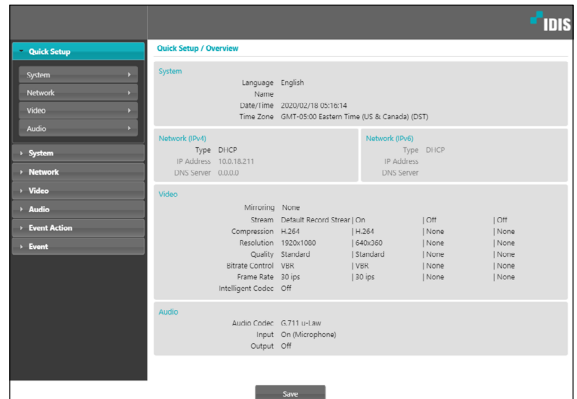 IDIS
Quick Setup
System
Network
Video
Audio
System
Network
Video
Audio
Event Action
Event
Quick Setup / Overview
System
Language English
Name
Date/Time 2020/02/18 05:16:14
Time Zone GMT-05:00 Eastern Time (US & Canada) (DST)
Network (IPv4)
Type DHCP
IP Address 10.0.18.211
DNS Server 0.0.0.0
Network (IPv6)
Type DHCP
IP Address
DNS Server
Video
Mirroring None
Stream Default Record Strear | On | Off | Off
Compression H.264 | H.264 | None | None
Resolution 1920x1080 | 640x360 | None | None
Quality Standard | Standard | None | None
Bitrate Control VBR | VBR | None | None
Frame Rate 30 ips | 30 ips | None | None
Intelligent Codec Off
Audio
Audio Codec G.711 u-Law
Input On (Microphone)
Output Off
Save